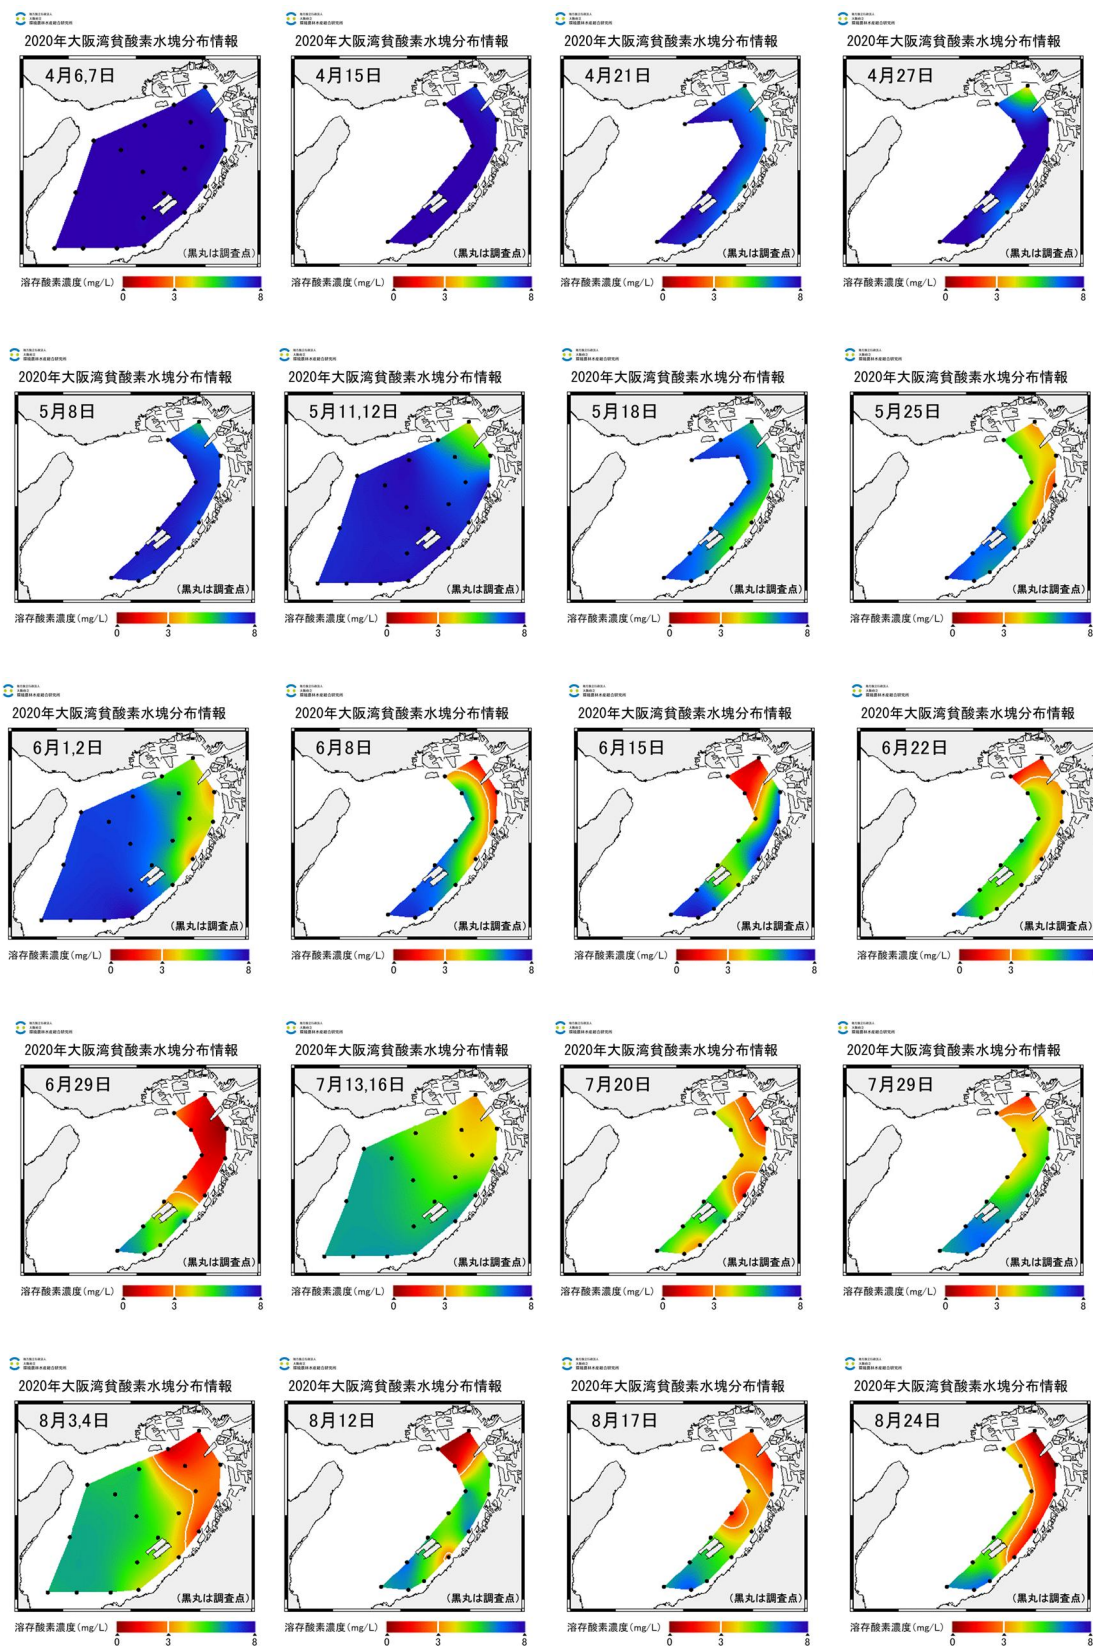 2020年大阪湾貧酸素水塊分布情報
4月6,7日
(黒丸は調査点)
溶存酸素濃度(mg/L)
0 3 8
2020年大阪湾貧酸素水塊分布情報
4月15日
(黒丸は調査点)
溶存酸素濃度(mg/L)
0 3 8
2020年大阪湾貧酸素水塊分布情報
4月21日
(黒丸は調査点)
溶存酸素濃度(mg/L)
0 3 8
2020年大阪湾貧酸素水塊分布情報
4月27日
(黒丸は調査点)
溶存酸素濃度(mg/L)
0 3 8
2020年大阪湾貧酸素水塊分布情報
5月8日
(黒丸は調査点)
溶存酸素濃度(mg/L)
0 3 8
2020年大阪湾貧酸素水塊分布情報
5月11,12日
(黒丸は調査点)
溶存酸素濃度(mg/L)
0 3 8
2020年大阪湾貧酸素水塊分布情報
5月18日
(黒丸は調査点)
溶存酸素濃度(mg/L)
0 3 8
2020年大阪湾貧酸素水塊分布情報
5月25日
(黒丸は調査点)
溶存酸素濃度(mg/L)
0 3 8
2020年大阪湾貧酸素水塊分布情報
6月1,2日
(黒丸は調査点)
溶存酸素濃度(mg/L)
0 3 8
2020年大阪湾貧酸素水塊分布情報
6月8日
(黒丸は調査点)
溶存酸素濃度(mg/L)
0 3 8
2020年大阪湾貧酸素水塊分布情報
6月15日
(黒丸は調査点)
溶存酸素濃度(mg/L)
0 3 8
2020年大阪湾貧酸素水塊分布情報
6月22日
(黒丸は調査点)
溶存酸素濃度(mg/L)
0 3 8
2020年大阪湾貧酸素水塊分布情報
6月29日
(黒丸は調査点)
溶存酸素濃度(mg/L)
0 3 8
2020年大阪湾貧酸素水塊分布情報
7月13,16日
(黒丸は調査点)
溶存酸素濃度(mg/L)
0 3 8
2020年大阪湾貧酸素水塊分布情報
7月20日
(黒丸は調査点)
溶存酸素濃度(mg/L)
0 3 8
2020年大阪湾貧酸素水塊分布情報
7月29日
(黒丸は調査点)
溶存酸素濃度(mg/L)
0 3 8
2020年大阪湾貧酸素水塊分布情報
8月3,4日
(黒丸は調査点)
溶存酸素濃度(mg/L)
0 3 8
2020年大阪湾貧酸素水塊分布情報
8月12日
(黒丸は調査点)
溶存酸素濃度(mg/L)
0 3 8
2020年大阪湾貧酸素水塊分布情報
8月17日
(黒丸は調査点)
溶存酸素濃度(mg/L)
0 3 8
2020年大阪湾貧酸素水塊分布情報
8月24日
(黒丸は調査点)
溶存酸素濃度(mg/L)
0 3 8